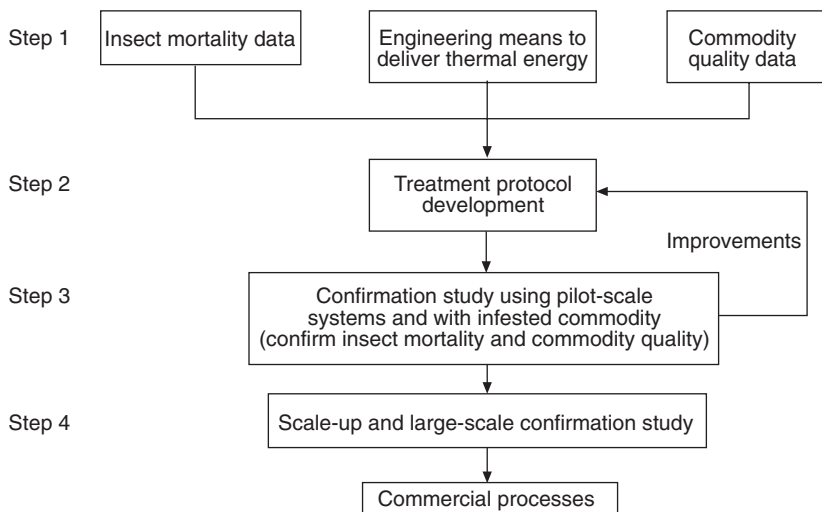 Step 1
Insect mortality data
Engineering means to
deliver thermal energy
Commodity
quality data
Step 2
Treatment protocol
development
Improvements
Step 3
Confirmation study using pilot-scale
systems and with infested commodity
(confirm insect mortality and commodity quality)
Step 4
Scale-up and large-scale confirmation study
Commercial processes